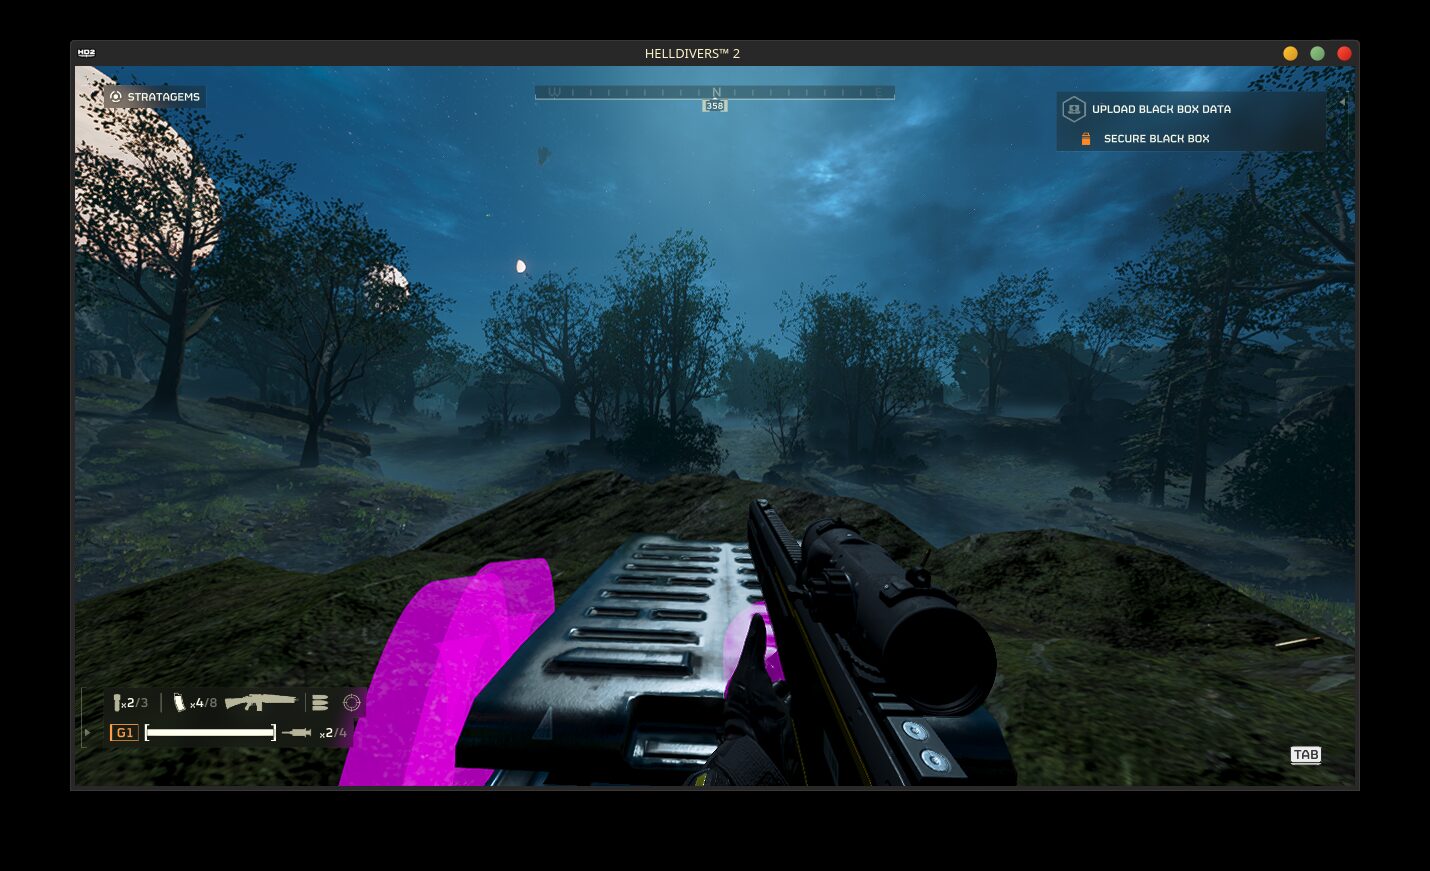 HD2
HELLDIVERS™ 2
STRATAGEMS
W N E
358
UPLOAD BLACK BOX DATA
SECURE BLACK BOX
x2/3
x4/8
G1
x2/4
TAB